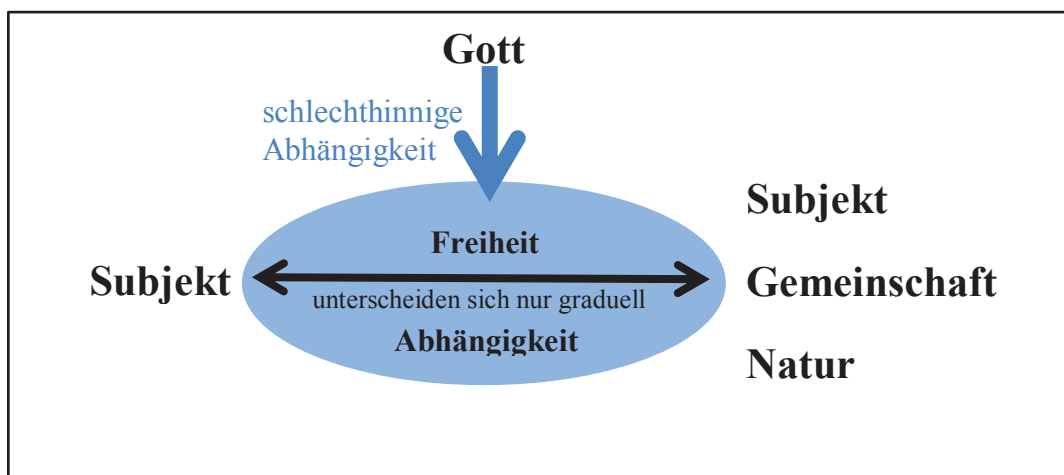 Gott
schlechthinnige
Abhängigkeit
Subjekt
Freiheit
unterscheiden sich nur graduell
Abhängigkeit
Subjekt
Gemeinschaft
Natur